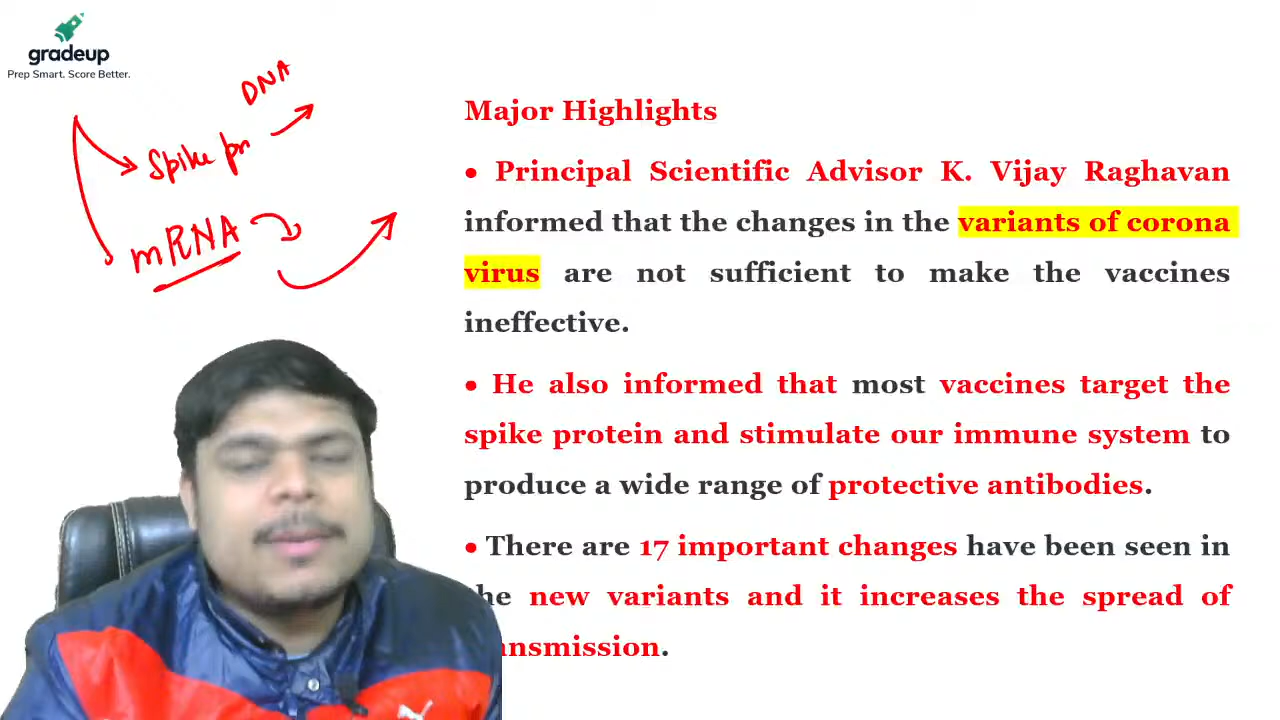 gradeup
Prep Smart. Score Better.
DNA
Spike pr
mRNA
Major Highlights
• Principal Scientific Advisor K. Vijay Raghavan
informed that the changes in the variants of corona
virus are not sufficient to make the vaccines
ineffective.
• He also informed that most vaccines target the
spike protein and stimulate our immune system to
produce a wide range of protective antibodies.
• There are 17 important changes have been seen in
he new variants and it increases the spread of
ansmission.